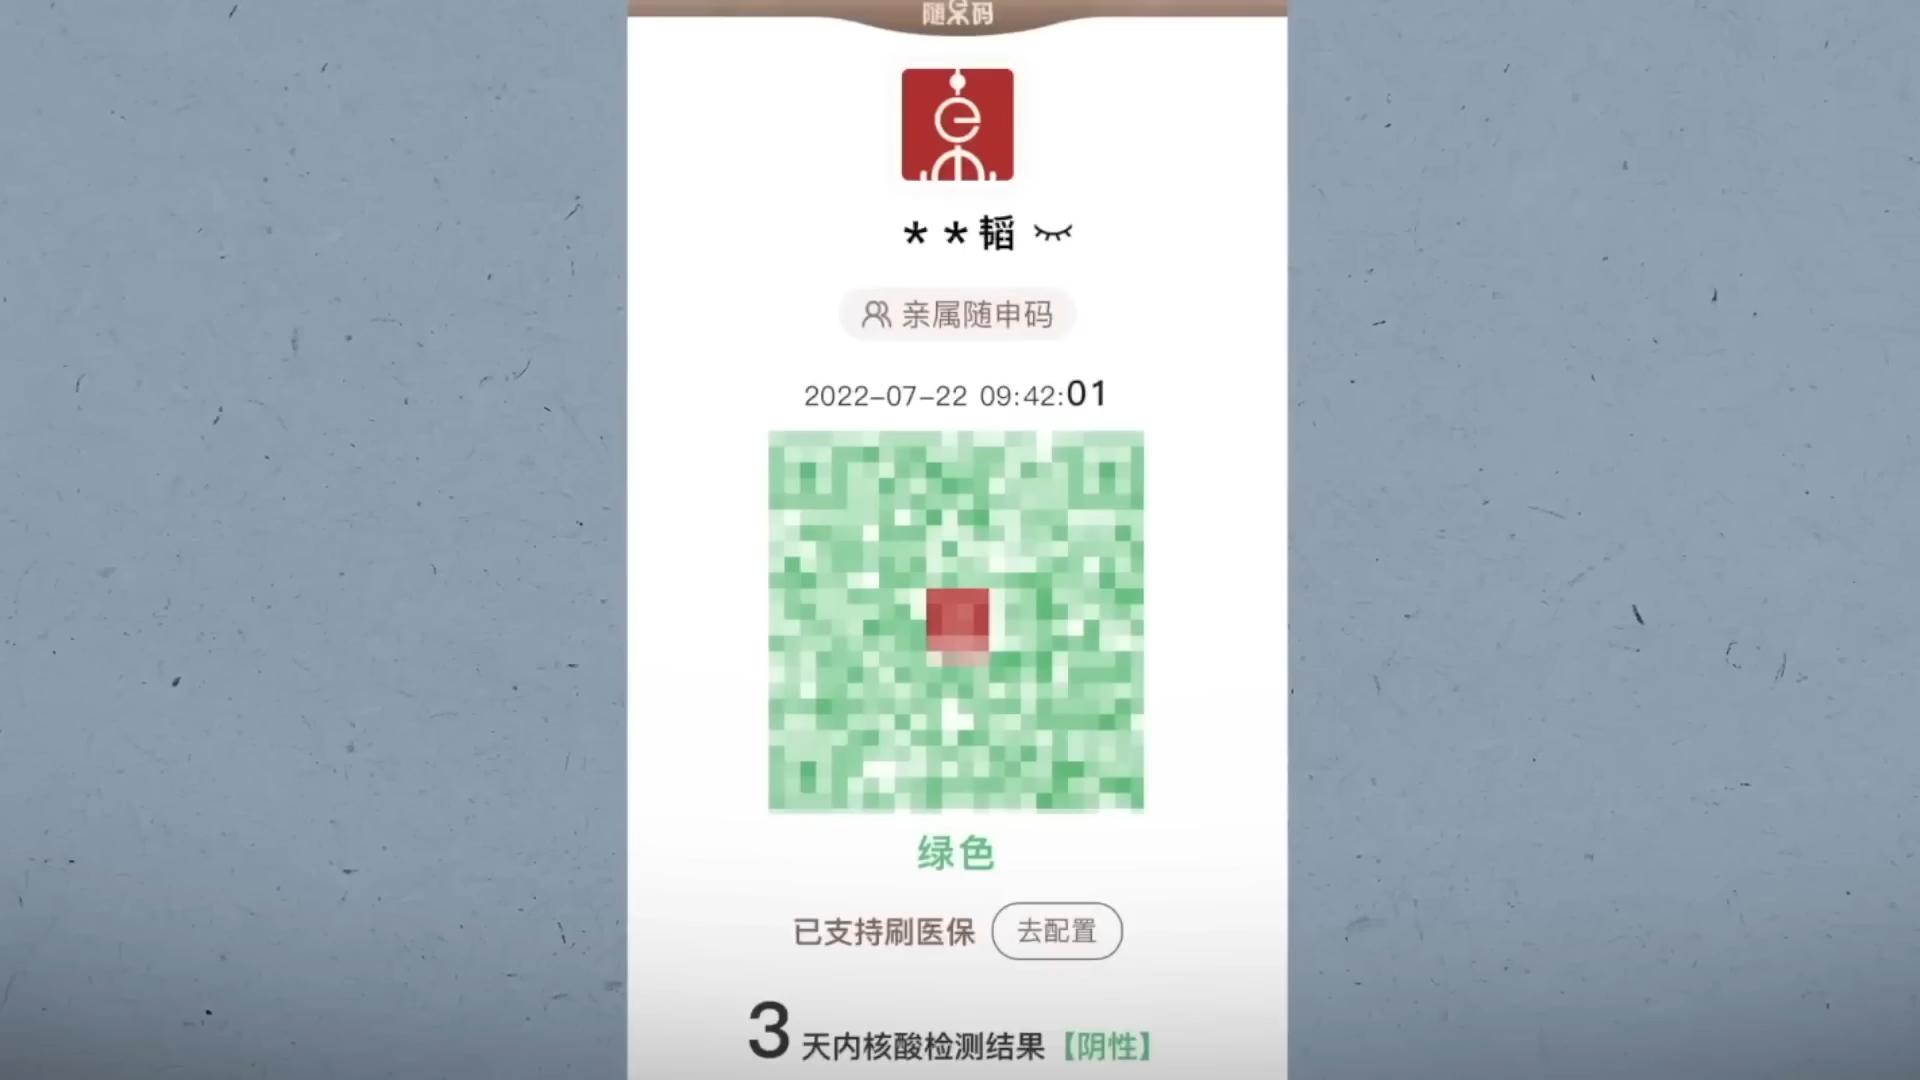 随申码
**韬
亲属随申码
2022-07-22 09:42:01
绿色
已支持刷医保 去配置
3天内核酸检测结果【阴性】